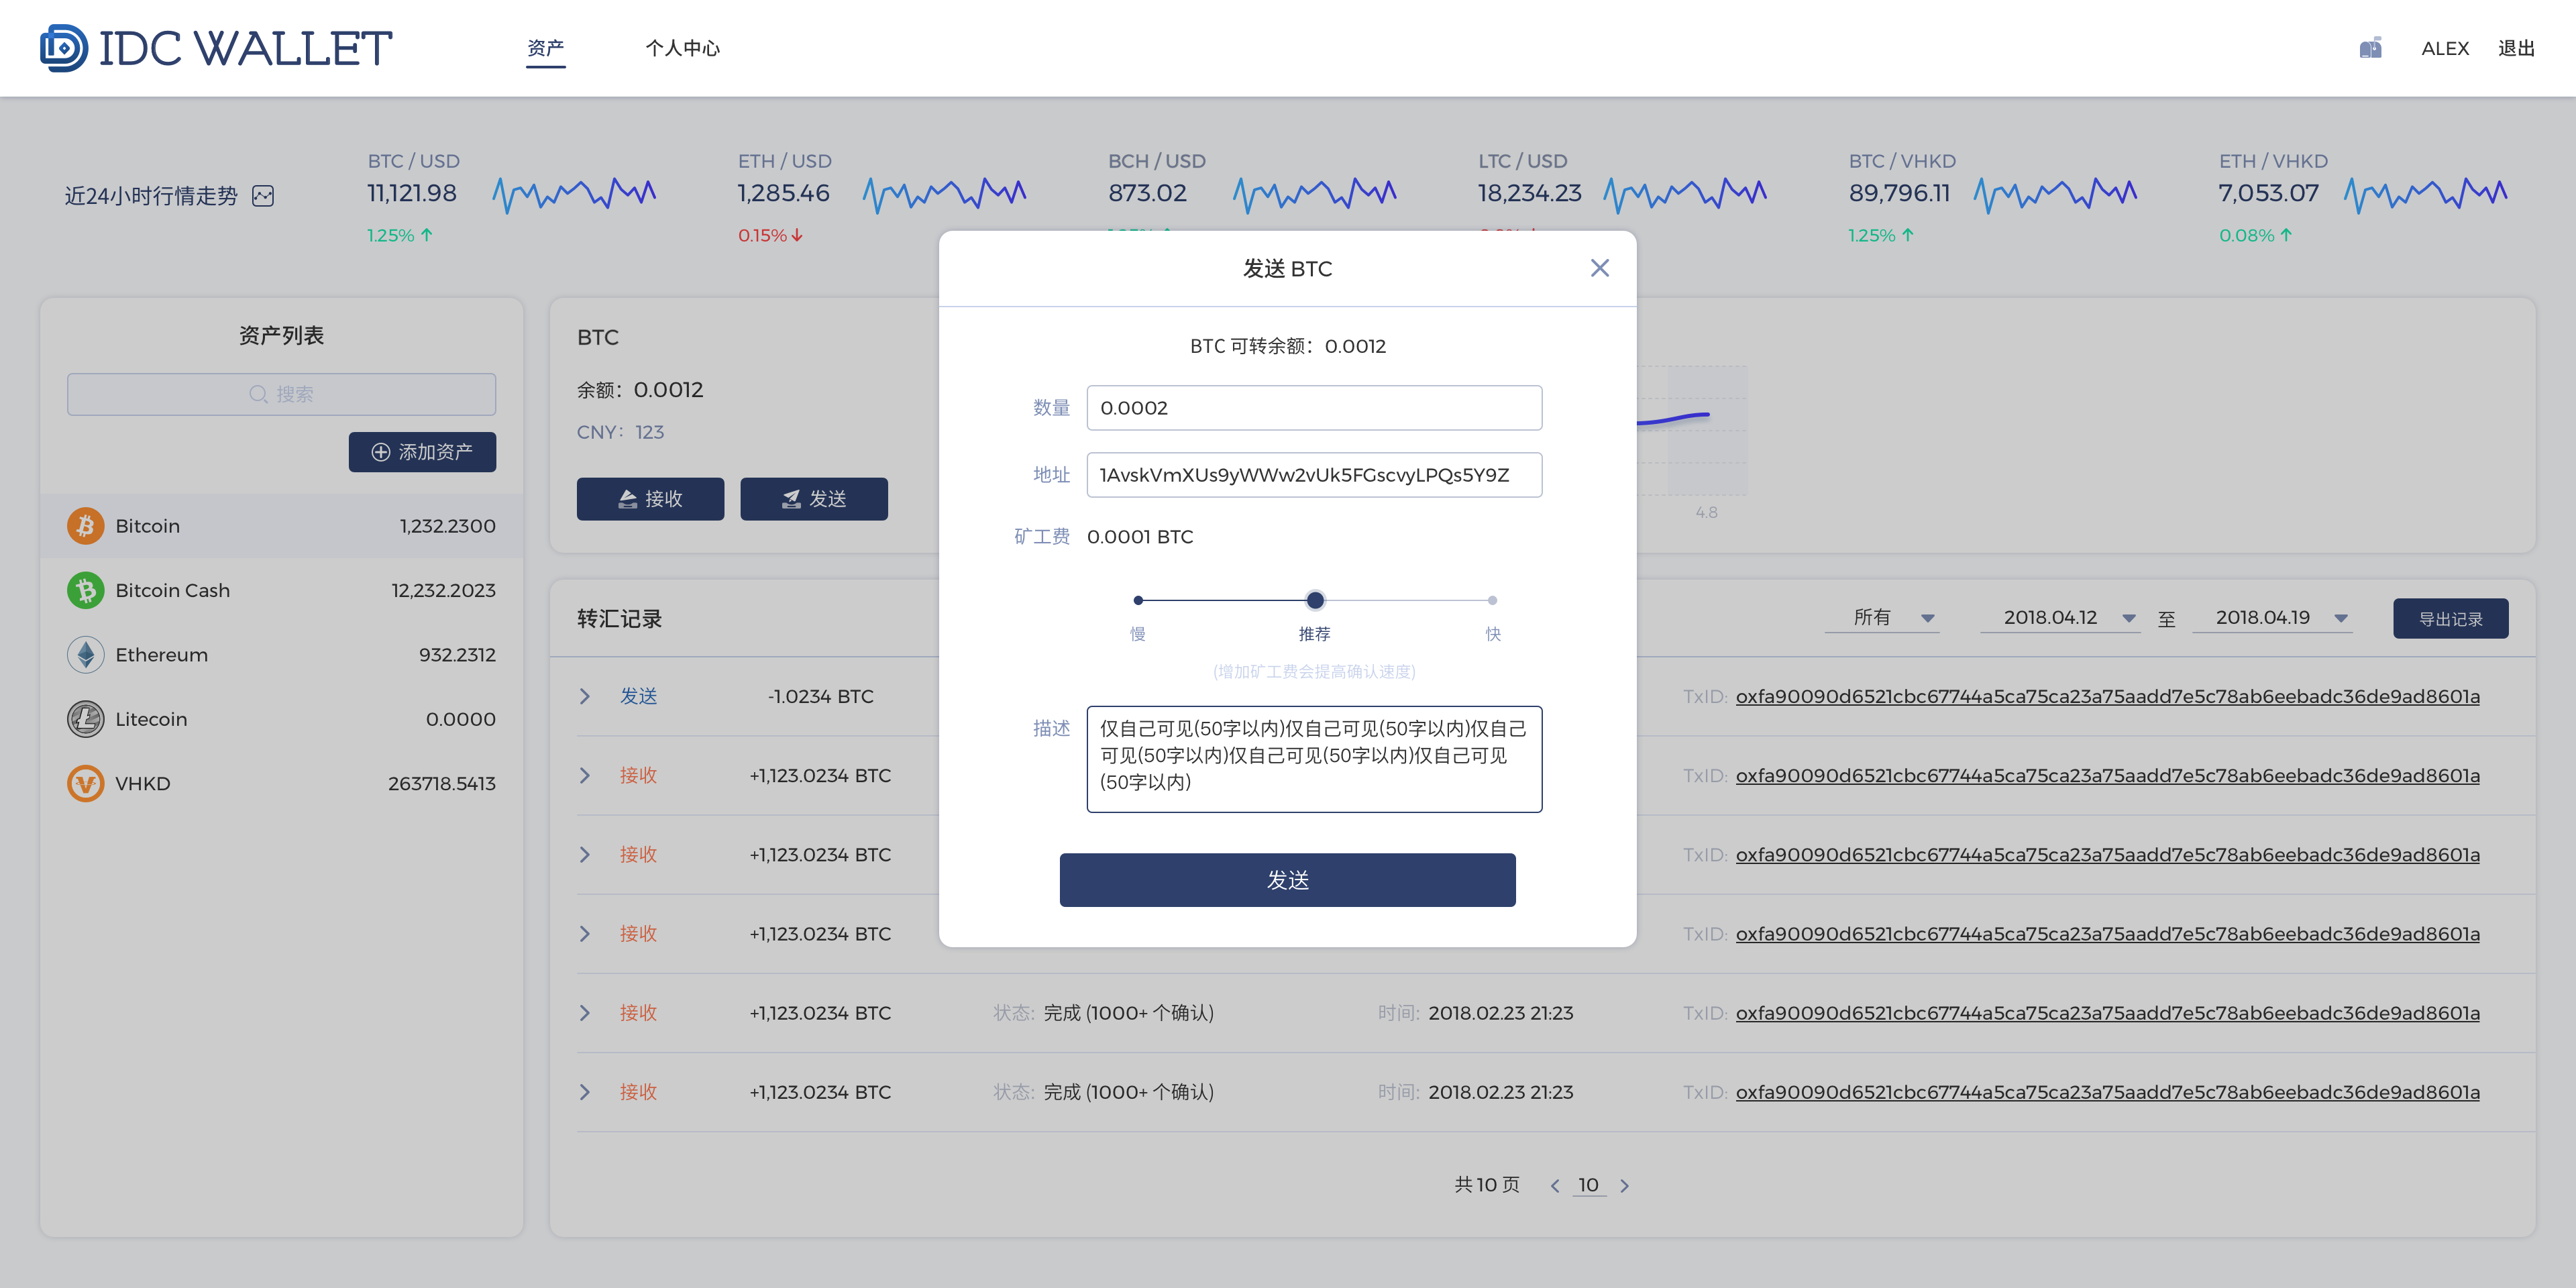 IDC WALLET
资产
个人中心
ALEX
退出
近24小时行情走势
BTC / USD
11,121.98
1.25%
ETH / USD
1,285.46
0.15%
BCH / USD
873.02
LTC / USD
18,234.23
BTC / VHKD
89,796.11
1.25%
ETH / VHKD
7,053.07
0.08%
资产列表
搜索
添加资产
Bitcoin 1,232.2300
Bitcoin Cash 12,232.2023
Ethereum 932.2312
Litecoin 0.0000
VHKD 263718.5413
BTC
余额：0.0012
CNY：123
接收
发送
4.8
发送 BTC
BTC 可转余额：0.0012
数量 0.0002
地址 1AvskVmXUs9yWWw2vUk5FGscvyLPQs5Y9Z
矿工费 0.0001 BTC
慢 推荐 快
(增加矿工费会提高确认速度)
描述
仅自己可见(50字以内)仅自己可见(50字以内)仅自己
可见(50字以内)仅自己可见(50字以内)仅自己可见
(50字以内)
发送
转汇记录
所有 2018.04.12 至 2018.04.19 导出记录
发送 -1.0234 BTC TxID: oxfa90090d6521cbc67744a5ca75ca23a75aadd7e5c78ab6eebadc36de9ad8601a
接收 +1,123.0234 BTC TxID: oxfa90090d6521cbc67744a5ca75ca23a75aadd7e5c78ab6eebadc36de9ad8601a
接收 +1,123.0234 BTC TxID: oxfa90090d6521cbc67744a5ca75ca23a75aadd7e5c78ab6eebadc36de9ad8601a
接收 +1,123.0234 BTC TxID: oxfa90090d6521cbc67744a5ca75ca23a75aadd7e5c78ab6eebadc36de9ad8601a
接收 +1,123.0234 BTC 状态: 完成 (1000+ 个确认) 时间: 2018.02.23 21:23 TxID: oxfa90090d6521cbc67744a5ca75ca23a75aadd7e5c78ab6eebadc36de9ad8601a
接收 +1,123.0234 BTC 状态: 完成 (1000+ 个确认) 时间: 2018.02.23 21:23 TxID: oxfa90090d6521cbc67744a5ca75ca23a75aadd7e5c78ab6eebadc36de9ad8601a
共 10 页 10